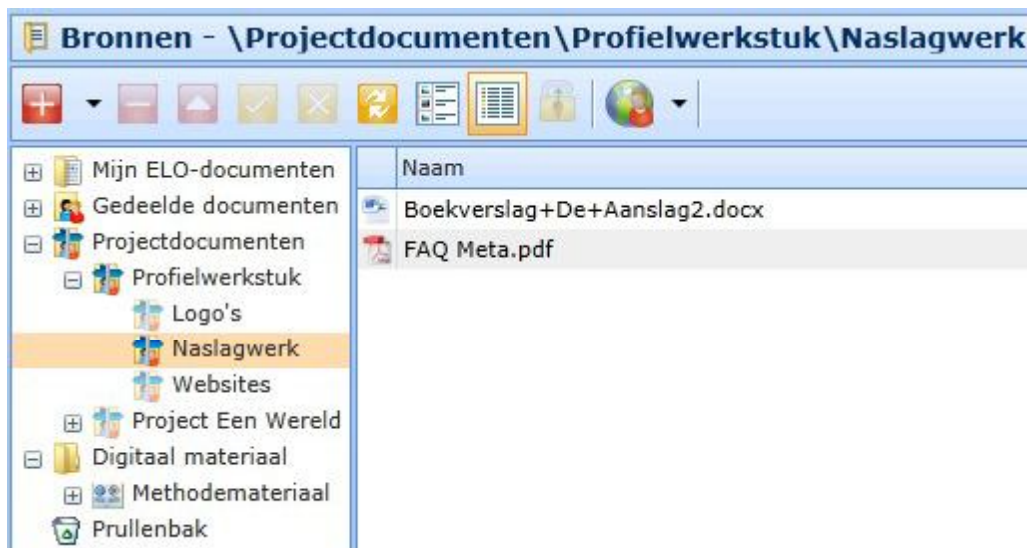 Bronnen - \Projectdocumenten\Profielwerkstuk\Naslagwerk
Mijn ELO-documenten
Gedeelde documenten
Projectdocumenten
Profielwerkstuk
Logo's
Naslagwerk
Websites
Project Een Wereld
Digitaal materiaal
Methodemateriaal
Prullenbak
Naam
Boekverslag+De+Aanslag2.docx
FAQ Meta.pdf